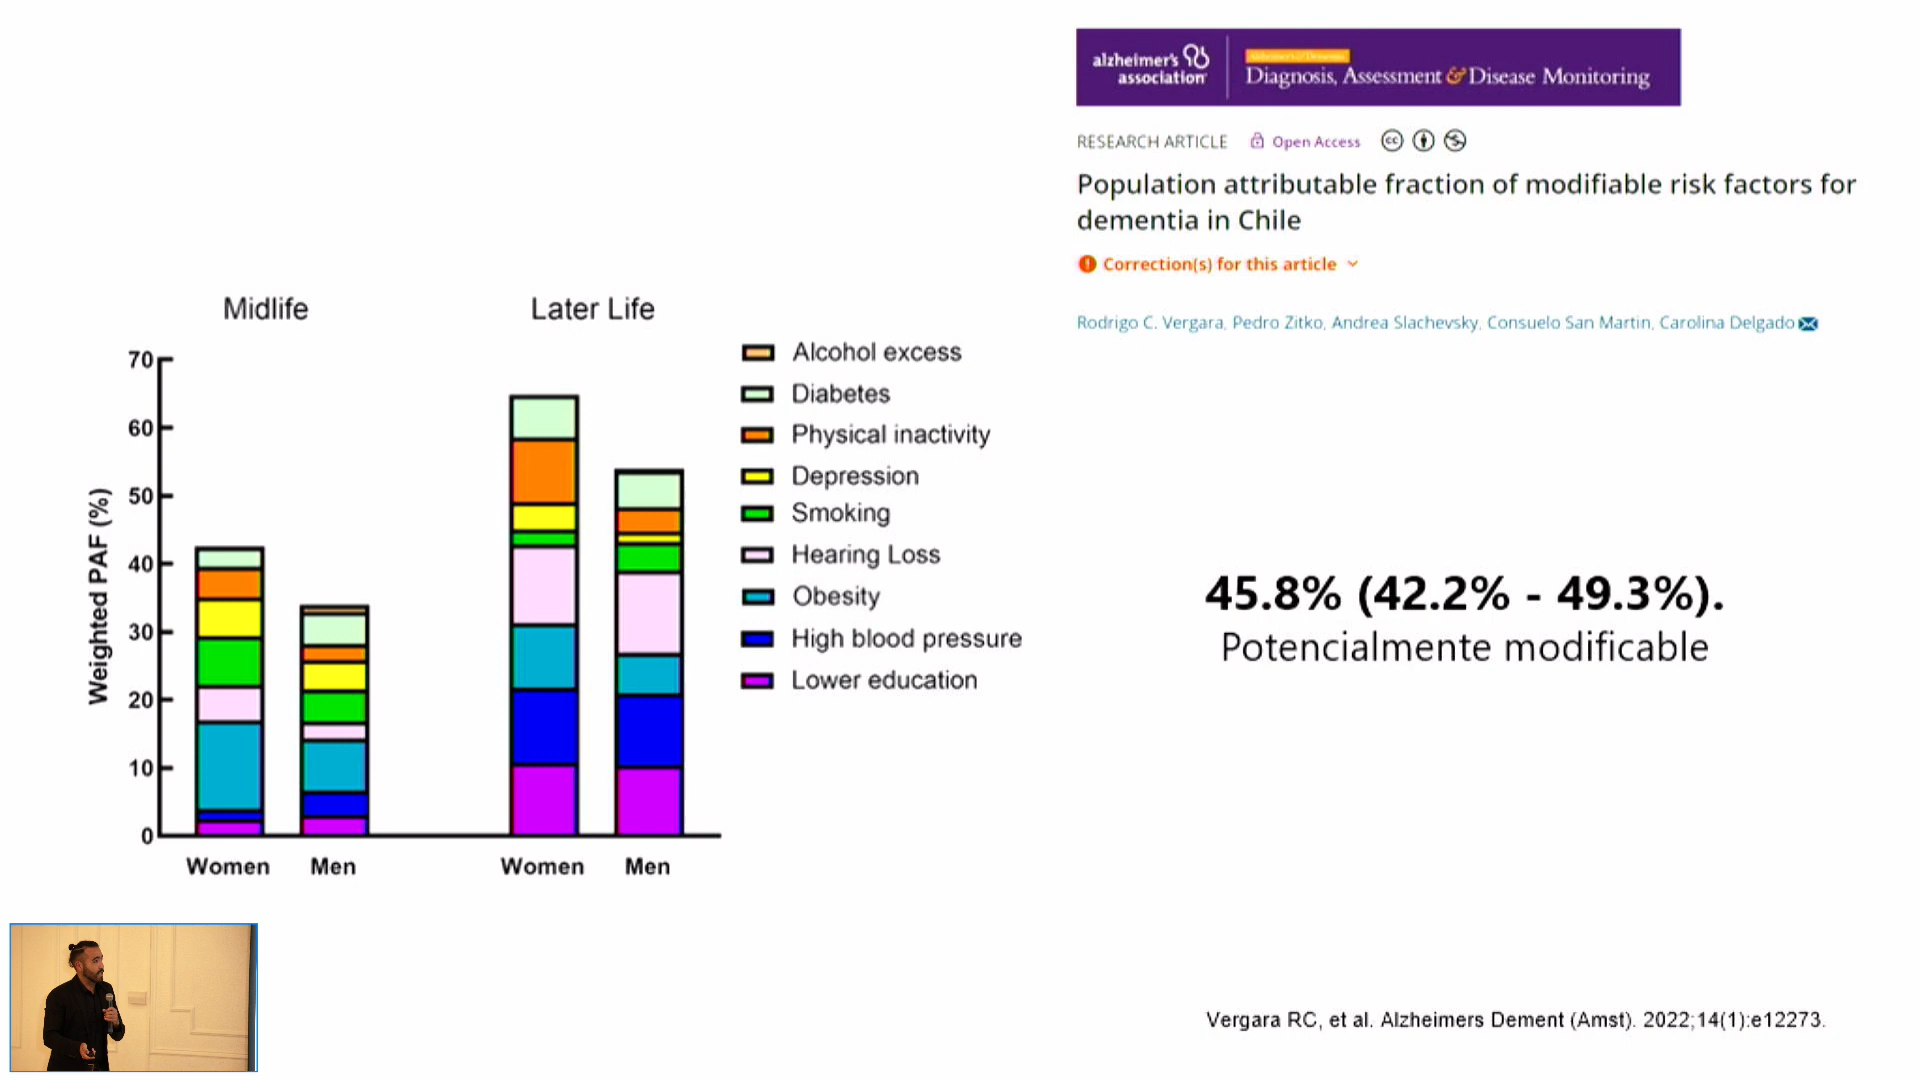 alzheimer's
association
Alzheimer's & Dementia
Diagnosis, Assessment & Disease Monitoring
RESEARCH ARTICLE Open Access
Population attributable fraction of modifiable risk factors for
dementia in Chile
Correction(s) for this article
Rodrigo C. Vergara, Pedro Zitko, Andrea Slachevsky, Consuelo San Martin, Carolina Delgado
Midlife
Later Life
Weighted PAF (%)
70
60
50
40
30
20
10
0
Women
Men
Women
Men
Alcohol excess
Diabetes
Physical inactivity
Depression
Smoking
Hearing Loss
Obesity
High blood pressure
Lower education
45.8% (42.2% - 49.3%).
Potencialmente modificable
Vergara RC, et al. Alzheimers Dement (Amst). 2022;14(1):e12273.